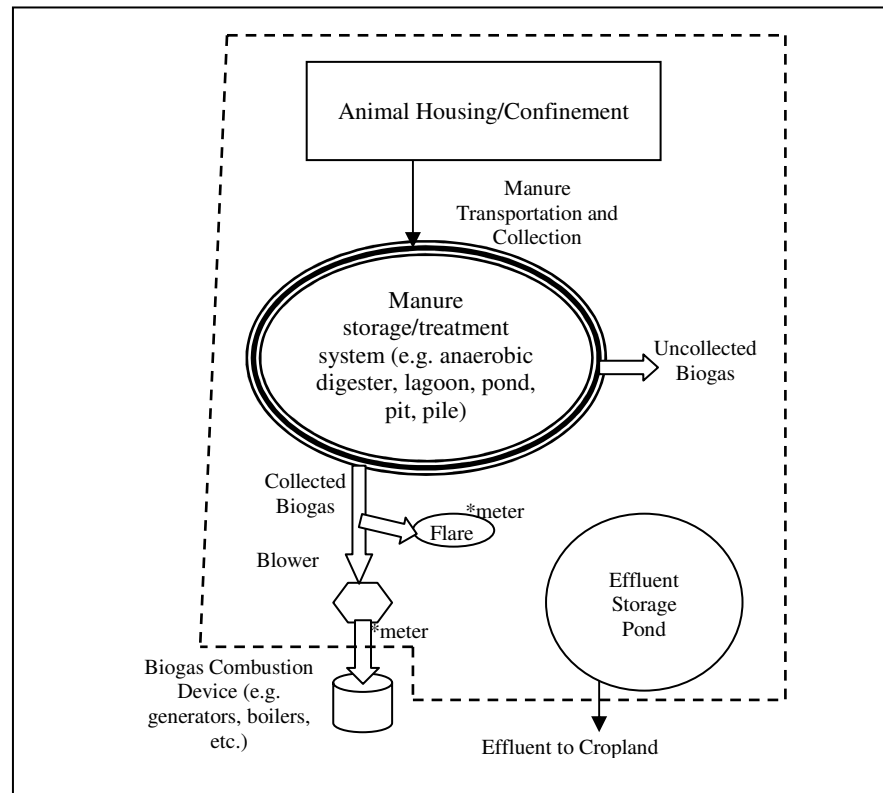 Animal Housing/Confinement
Manure
Transportation and
Collection
Manure
storage/treatment
system (e.g. anaerobic
digester, lagoon, pond,
pit, pile)
Uncollected
Biogas
Collected
Biogas
*meter
Flare
Blower
*meter
Effluent
Storage
Pond
Biogas Combustion
Device (e.g.
generators, boilers,
etc.)
Effluent to Cropland